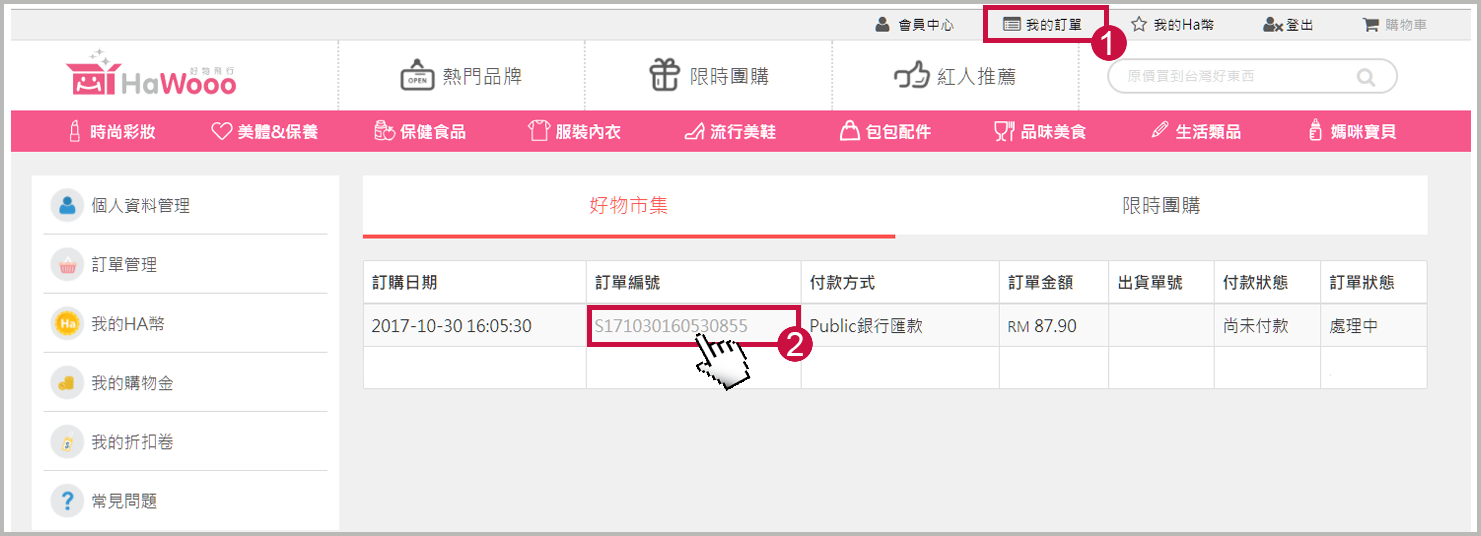 會員中心 我的訂單 我的Ha幣 登出 購物車
1
好物飛行
HaWooo
OPEN 熱門品牌 限時團購 紅人推薦 原價買到台灣好東西
時尚彩妝 美體&保養 保健食品 服裝內衣 流行美鞋 包包配件 品味美食 生活類品 媽咪寶貝
個人資料管理
訂單管理
Ha 我的HA幣
我的購物金
$ 我的折扣卷
? 常見問題
好物市集 限時團購
訂購日期 訂單編號 付款方式 訂單金額 出貨單號 付款狀態 訂單狀態
2017-10-30 16:05:30 S171030160530855 Public銀行匯款 RM 87.90 尚未付款 處理中
2